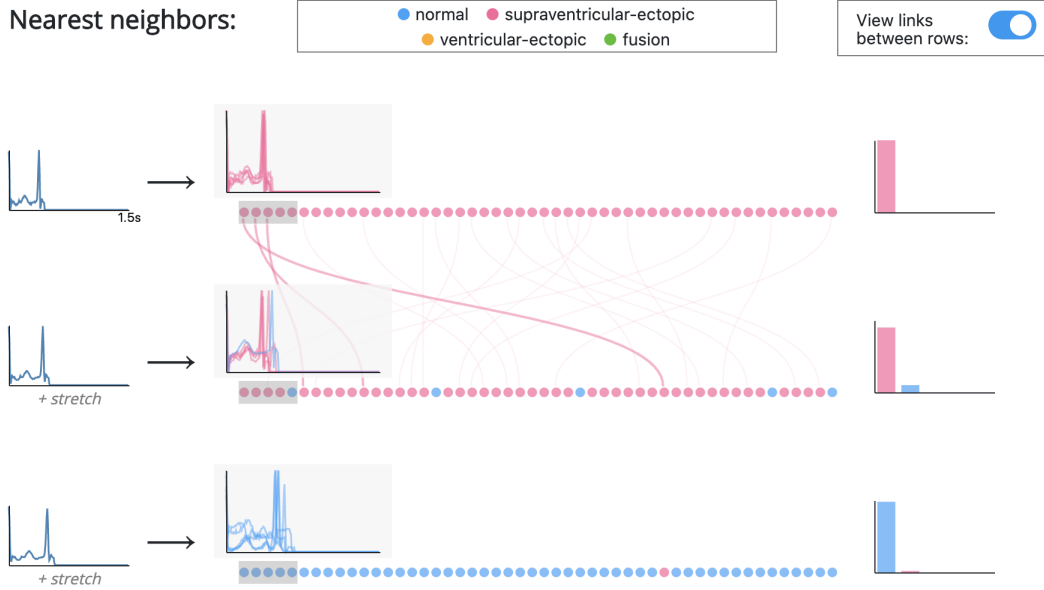 Nearest neighbors:
normal supraventricular-ectopic
ventricular-ectopic fusion
View links
between rows:
1.5s
+ stretch
+ stretch